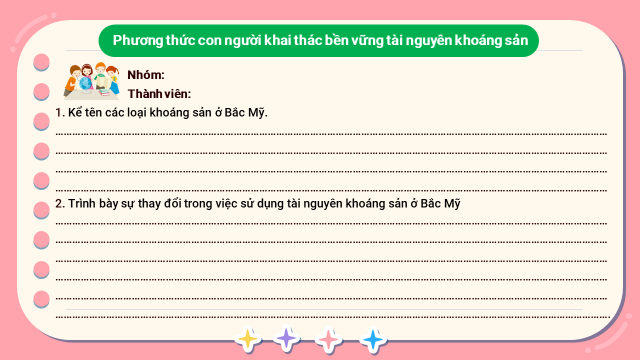 Phương thức con người khai thác bền vững tài nguyên khoáng sản
Nhóm:
Thành viên:
1. Kể tên các loại khoáng sản ở Bắc Mỹ.
2. Trình bày sự thay đổi trong việc sử dụng tài nguyên khoáng sản ở Bắc Mỹ